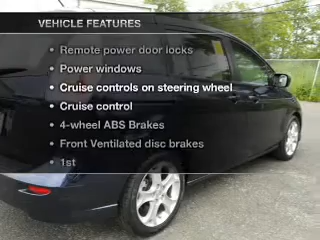 VEHICLE FEATURES
• Remote power door locks
• Power windows
• Cruise controls on steering wheel
• Cruise control
• 4-wheel ABS Brakes
• Front Ventilated disc brakes
• 1st